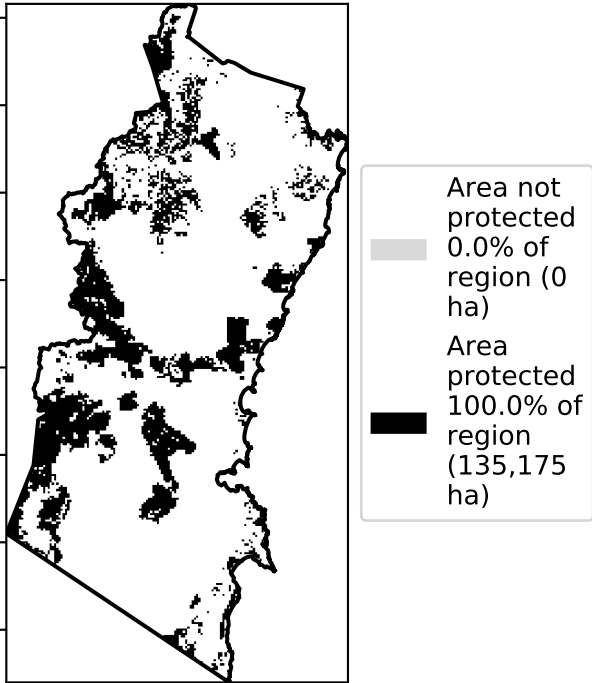 Area not
protected
0.0% of
region (0
ha)
Area
protected
100.0% of
region
(135,175
ha)